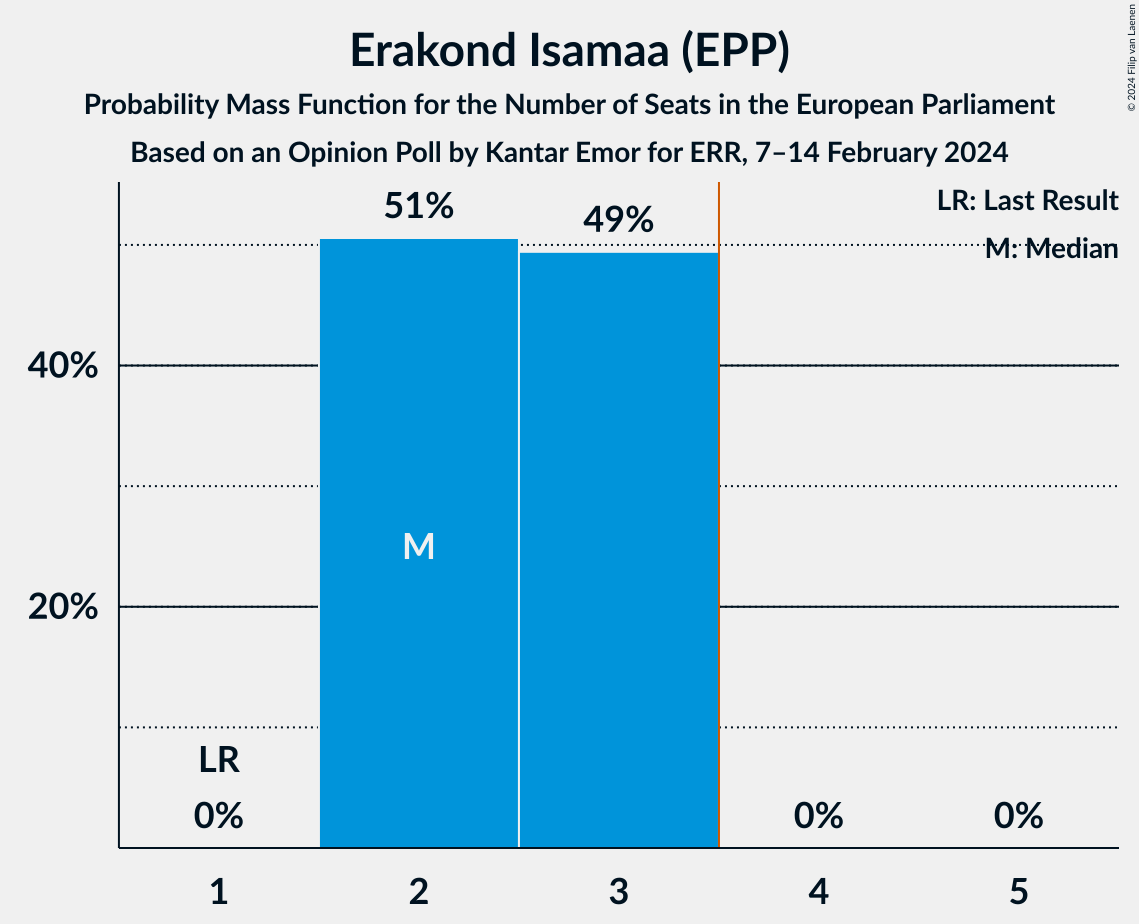 Erakond Isamaa (EPP)
Probability Mass Function for the Number of Seats in the European Parliament
Based on an Opinion Poll by Kantar Emor for ERR, 7–14 February 2024
© 2024 Filip van Laenen
LR: Last Result
M: Median
51%
49%
40%
20%
M
LR
0%
0%
0%
1
2
3
4
5